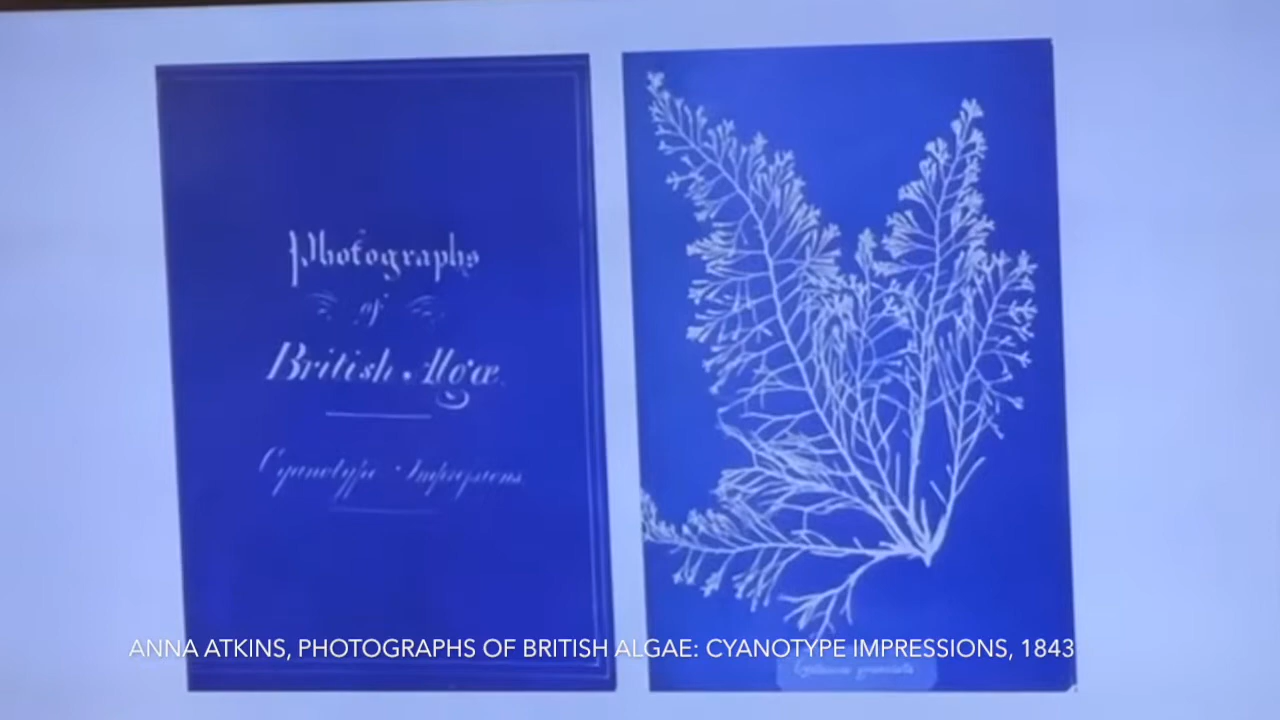 Photographs
of
British Algæ.
Cyanotype Impressions.
ANNA ATKINS, PHOTOGRAPHS OF BRITISH ALGAE: CYANOTYPE IMPRESSIONS, 1843